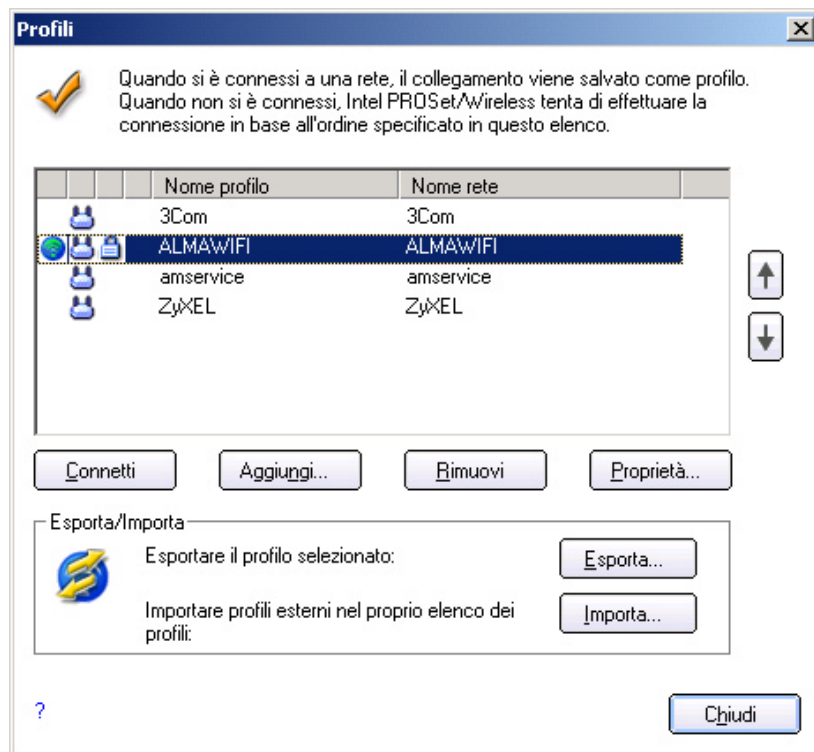 Profili
Quando si è connessi a una rete, il collegamento viene salvato come profilo.
Quando non si è connessi, Intel PROSet/Wireless tenta di effettuare la
connessione in base all'ordine specificato in questo elenco.
Nome profilo Nome rete
3Com 3Com
ALMAWIFI ALMAWIFI
amservice amservice
ZyXEL ZyXEL
Connetti Aggiungi... Rimuovi Proprietà...
Esporta/Importa
Esportare il profilo selezionato: Esporta...
Importare profili esterni nel proprio elenco dei
profili: Importa...
? Chiudi